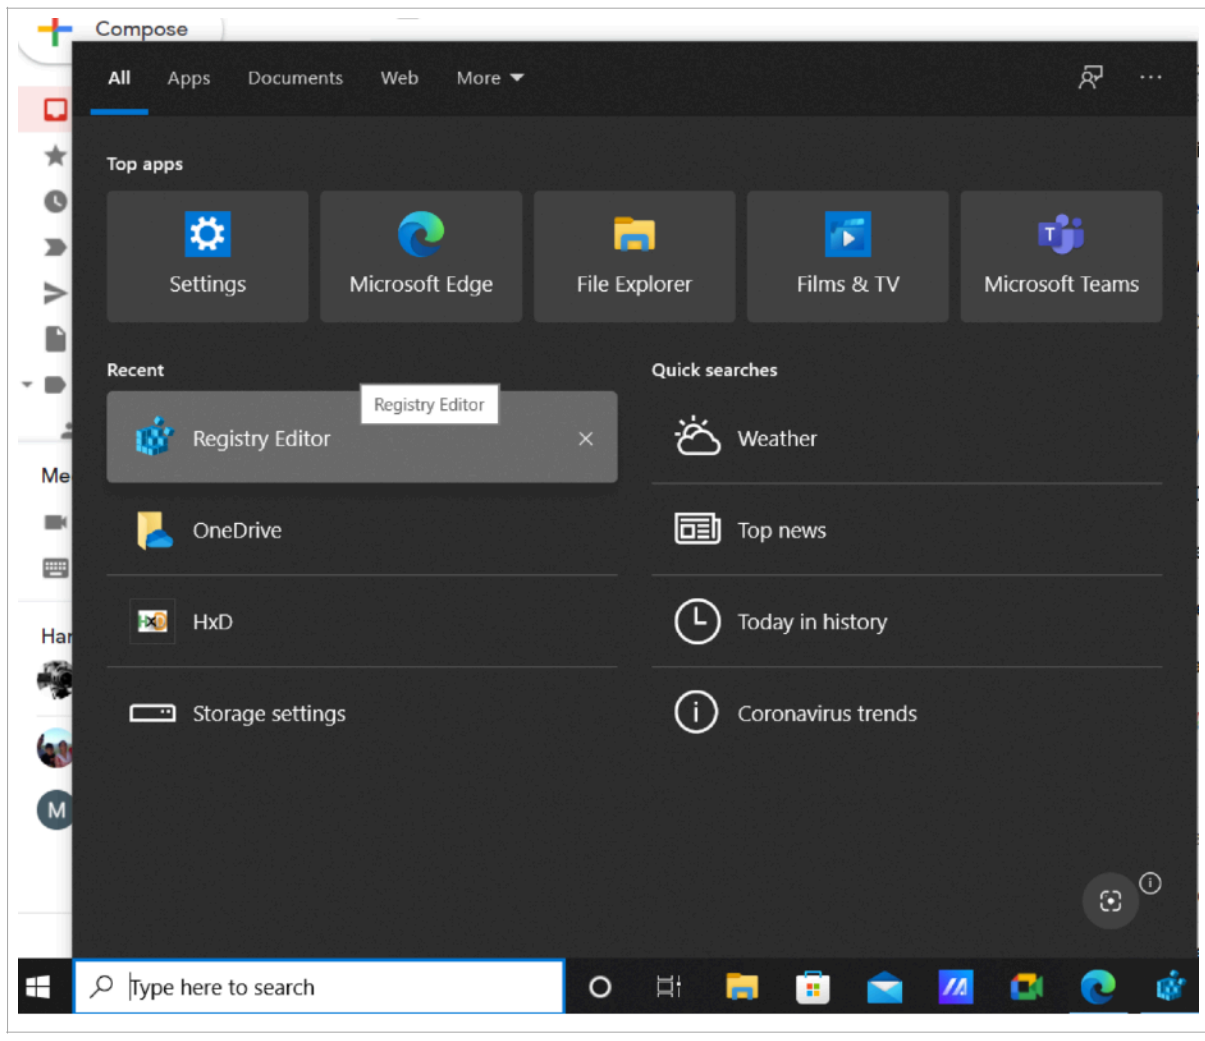 Compose
All Apps Documents Web More
Top apps
Settings
Microsoft Edge
File Explorer
Films & TV
Microsoft Teams
Recent
Quick searches
Registry Editor
Registry Editor
Weather
OneDrive
Top news
HxD
Today in history
Storage settings
Coronavirus trends
Me
Har
M
Type here to search